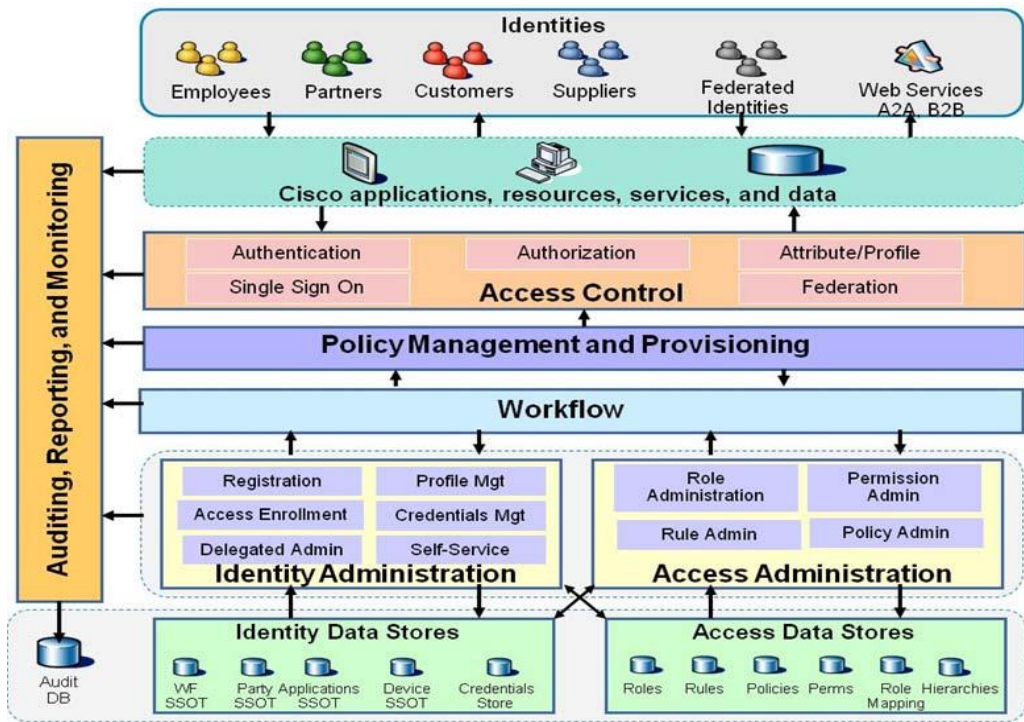 Identities
Employees
Partners
Customers
Suppliers
Federated
Identities
Web Services
A2A, B2B
Auditing, Reporting, and Monitoring
Cisco applications, resources, services, and data
Authentication
Authorization
Attribute/Profile
Single Sign On
Federation
Access Control
Policy Management and Provisioning
Workflow
Registration
Profile Mgt
Access Enrollment
Credentials Mgt
Delegated Admin
Self-Service
Identity Administration
Role
Administration
Permission
Admin
Rule Admin
Policy Admin
Access Administration
Audit
DB
Identity Data Stores
WF
SSOT
Party
SSOT
Applications
SSOT
Device
SSOT
Credentials
Store
Access Data Stores
Roles
Rules
Policies
Perms
Role
Mapping
Hierarchies